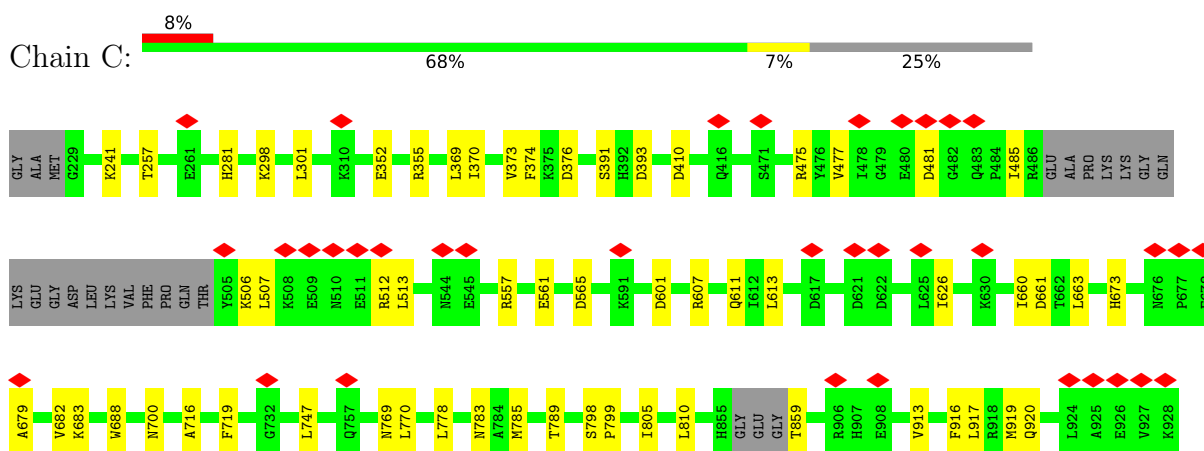 8%
Chain C:
68% 7% 25%
GLY ALA MET G229 K241 T257 E261 H281 K298 L301 K310 E352 R355 L369 I370 V373 F374 K375 D376 S391 H392 D393 D410 Q416 S471 R475 Y476 V477 I478 G479 E480 D481 G482 Q483 P484 I485 R486 GLU ALA PRO LYS LYS GLY GLN
LYS GLU GLY ASP LEU LYS VAL PHE PRO GLN THR Y505 K506 L507 K508 E509 N510 E511 R512 L513 N544 E545 R557 E561 D565 K591 D601 R607 Q611 I612 L613 D617 D621 D622 L625 I626 K630 I660 D661 T662 L663 H673 N676 P677
A679 V682 K683 W688 N700 A716 F719 G732 L747 Q757 N769 L770 L778 N783 A784 M785 T789 S798 P799 I805 L810 H855 GLY GLU GLY T859 R906 H907 E908 V913 F916 L917 R918 M919 Q920 L924 A925 E926 V927 K928